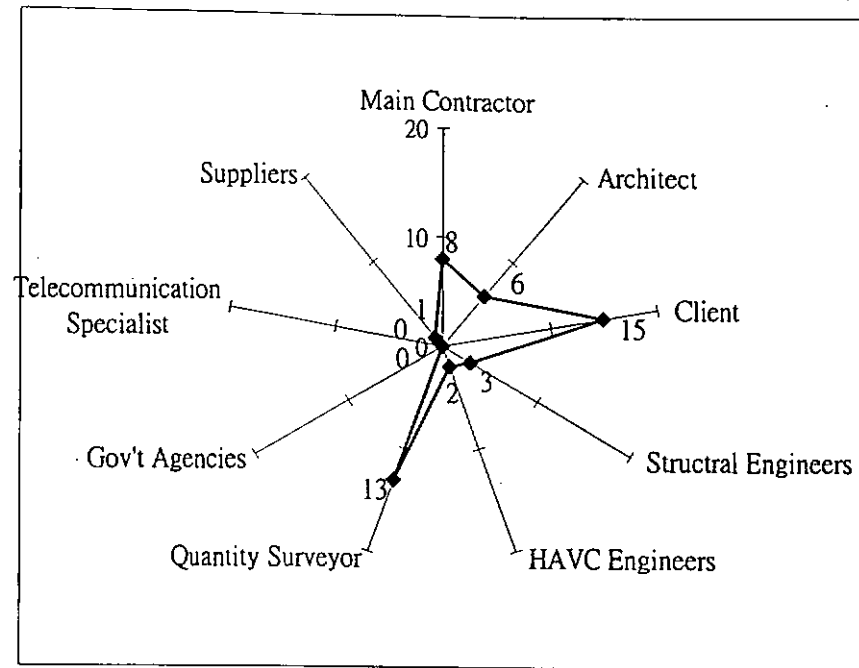 Main Contractor
20
Suppliers
Architect
10
8
6
1
Telecommunication
Specialist
0
0
0
Client
15
3
2
Gov't Agencies
Structral Engineers
13
Quantity Surveyor
HAVC Engineers